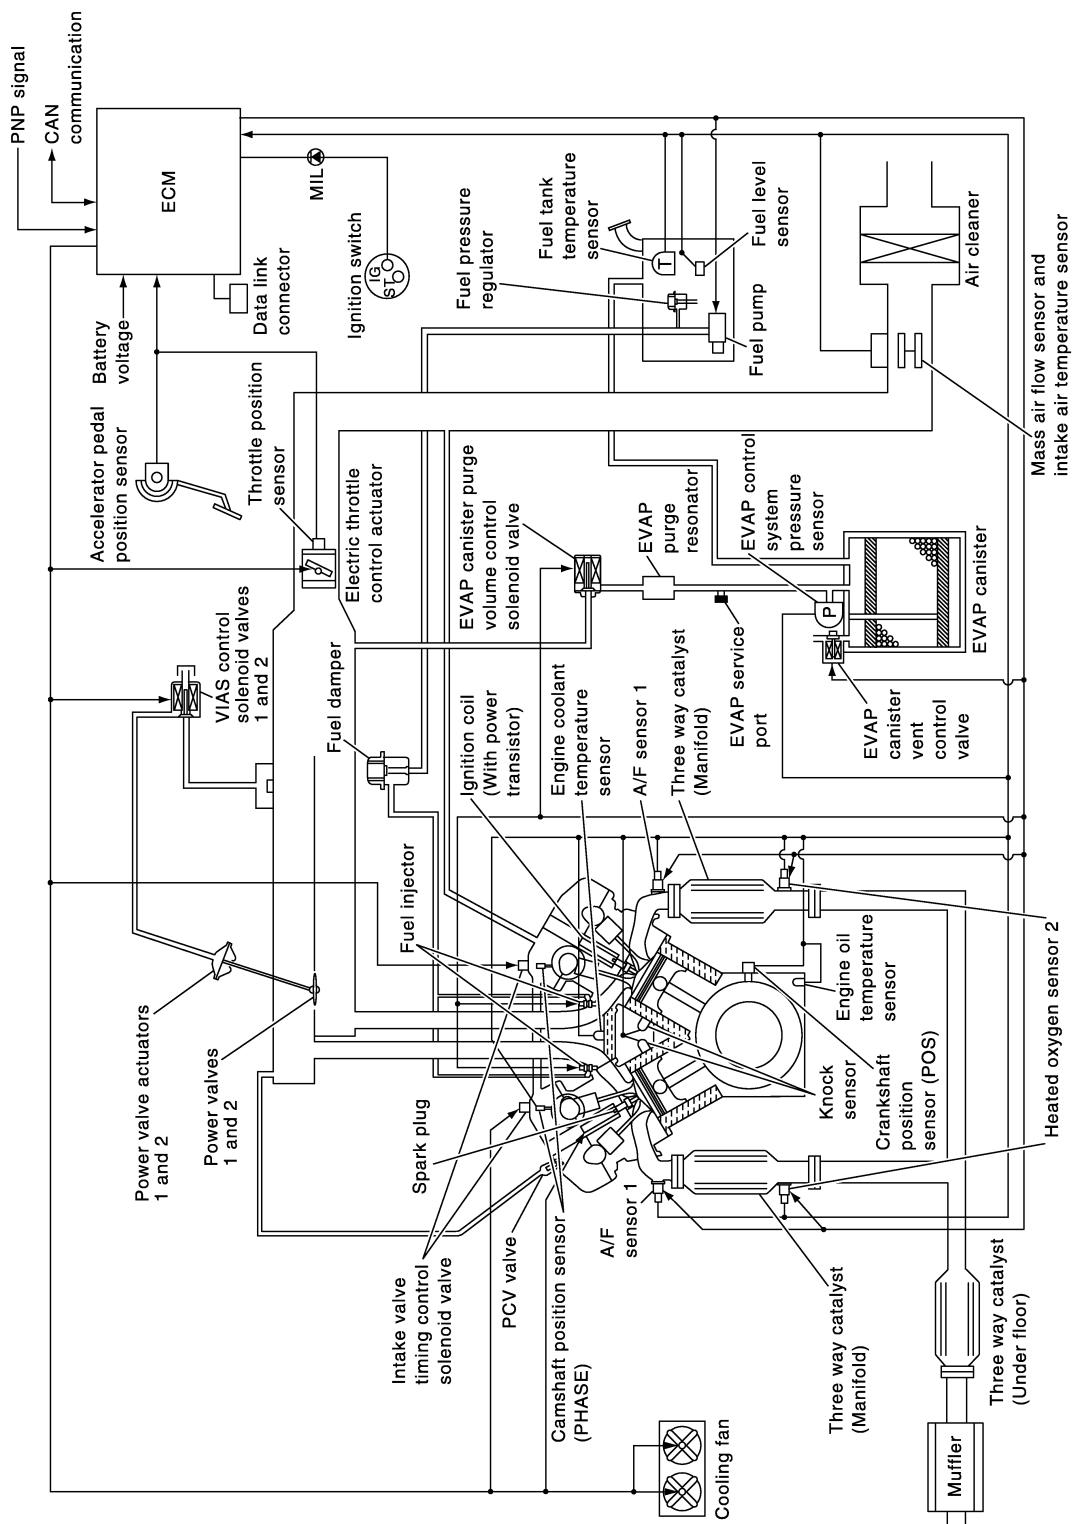 PNP signal
CAN
communication
ECM
MIL
Battery
voltage
Data link
connector
Ignition switch
IG
ST
Accelerator pedal
position sensor
Throttle position
sensor
Electric throttle
control actuator
Fuel pressure
regulator
Fuel tank
temperature
sensor
T
Fuel level
sensor
Fuel pump
Air cleaner
Mass air flow sensor and
intake air temperature sensor
VIAS control
solenoid valves
1 and 2
Fuel damper
EVAP canister purge
volume control
solenoid valve
EVAP
purge
resonator
EVAP control
system
pressure
sensor
P
EVAP canister
EVAP service
port
EVAP
canister
vent
control
valve
Ignition coil
(With power
transistor)
Engine coolant
temperature
sensor
A/F sensor 1
Three way catalyst
(Manifold)
Fuel injector
Power valve actuators
1 and 2
Power valves
1 and 2
Spark plug
Intake valve
timing control
solenoid valve
PCV valve
Camshaft position sensor
(PHASE)
A/F
sensor 1
Knock
sensor
Crankshaft
position
sensor (POS)
Engine oil
temperature
sensor
Heated oxygen sensor 2
Three way catalyst
(Manifold)
Three way catalyst
(Under floor)
Muffler
Cooling fan